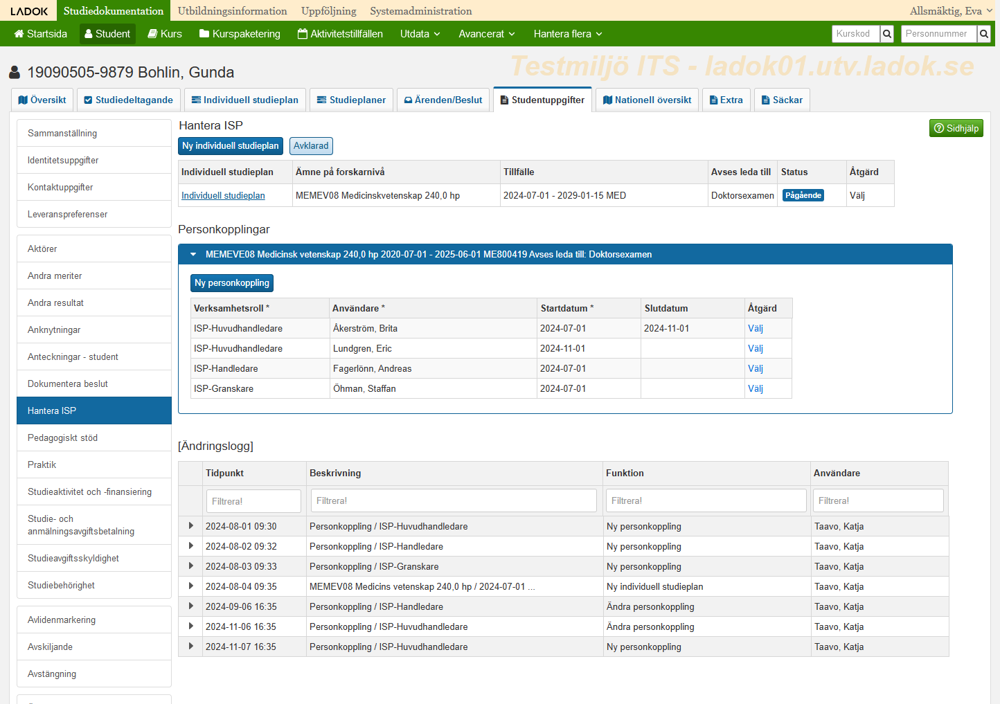 LADOK Studiedokumentation Utbildningsinformation Uppföljning Systemadministration Allsmäktig, Eva
Startsida Student Kurs Kurspaketering Aktivitetstillfällen Utdata Avancerat Hantera flera Kurskod Personnummer
Testmiljö ITS - ladok01.utv.ladok.se
19090505-9879 Bohlin, Gunda
Översikt Studiedeltagande Individuell studieplan Studieplaner Ärenden/Beslut Studentuppgifter Nationell översikt Extra Säckar
Sammanställning
Identitetsuppgifter
Kontaktuppgifter
Leveranspreferenser
Aktörer
Andra meriter
Andra resultat
Anknytningar
Anteckningar - student
Dokumentera beslut
Hantera ISP
Pedagogiskt stöd
Praktik
Studieaktivitet och -finansiering
Studie- och
anmälningsavgiftsbetalning
Studieavgiftsskyldighet
Studiebehörighet
Avlidenmarkering
Avskiljande
Avstängning
Hantera ISP
Sidhjälp
Ny individuell studieplan Avklarad
Individuell studieplan Ämne på forskarnivå Tillfälle Avses leda till Status Åtgärd
Individuell studieplan MEMEV08 Medicinskvetenskap 240,0 hp 2024-07-01 - 2029-01-15 MED Doktorsexamen Pågående Välj
Personkopplingar
MEMEVE08 Medicinsk vetenskap 240,0 hp 2020-07-01 - 2025-06-01 ME800419 Avses leda till: Doktorsexamen
Ny personkoppling
Verksamhetsroll * Användare * Startdatum * Slutdatum Åtgärd
ISP-Huvudhandledare Åkerström, Brita 2024-07-01 2024-11-01 Välj
ISP-Huvudhandledare Lundgren, Eric 2024-11-01 Välj
ISP-Handledare Fagerlönn, Andreas 2024-07-01 Välj
ISP-Granskare Öhman, Staffan 2024-07-01 Välj
[Ändringslogg]
Tidpunkt Beskrivning Funktion Användare
Filtrera! Filtrera! Filtrera! Filtrera!
2024-08-01 09:30 Personkoppling / ISP-Huvudhandledare Ny personkoppling Taavo, Katja
2024-08-02 09:32 Personkoppling / ISP-Handledare Ny personkoppling Taavo, Katja
2024-08-03 09:33 Personkoppling / ISP-Granskare Ny personkoppling Taavo, Katja
2024-08-04 09:35 MEMEV08 Medicins vetenskap 240,0 hp / 2024-07-01 ... Ny individuell studieplan Taavo, Katja
2024-09-06 16:35 Personkoppling / ISP-Handledare Ändra personkoppling Taavo, Katja
2024-11-06 16:35 Personkoppling / ISP-Huvudhandledare Ändra personkoppling Taavo, Katja
2024-11-07 16:35 Personkoppling / ISP-Huvudhandledare Ny personkoppling Taavo, Katja